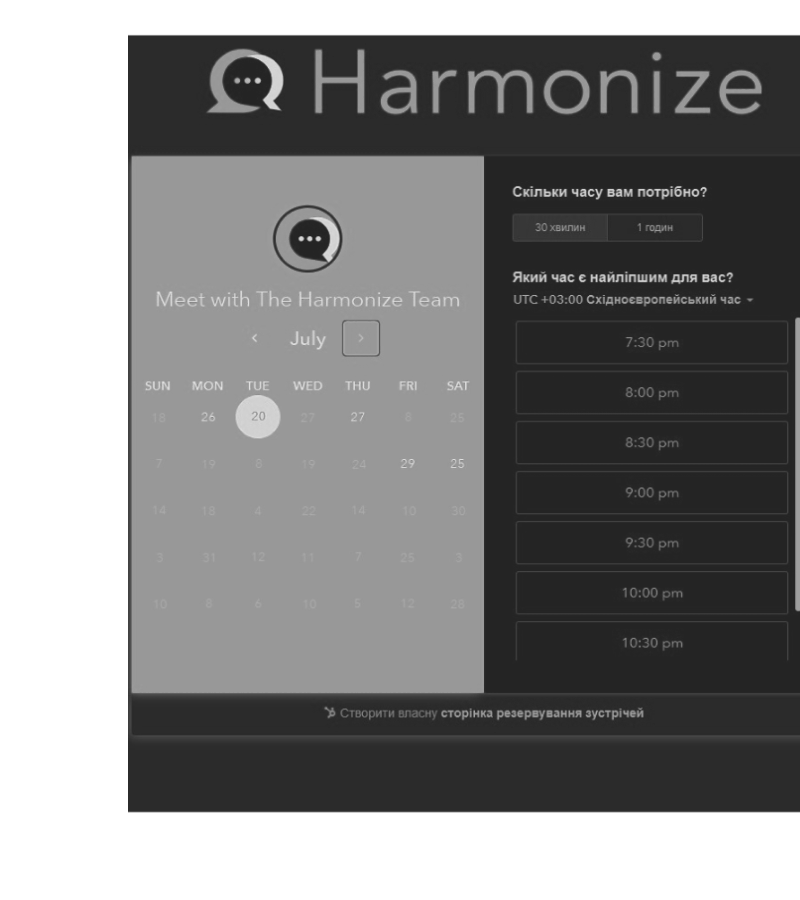 Harmonize
Meet with The Harmonize Team
July
SUN MON TUE WED THU FRI SAT
18 26 20 27 27 8 25
7 19 8 19 24 29 25
14 18 4 22 14 10 30
3 31 12 11 7 25 3
10 8 6 10 5 12 28
Скільки часу вам потрібно?
30 хвилин 1 годин
Який час є найліпшим для вас?
UTC +03:00 Східноєвропейський час
7:30 pm
8:00 pm
8:30 pm
9:00 pm
9:30 pm
10:00 pm
10:30 pm
Створити власну сторінка резервування зустрічей